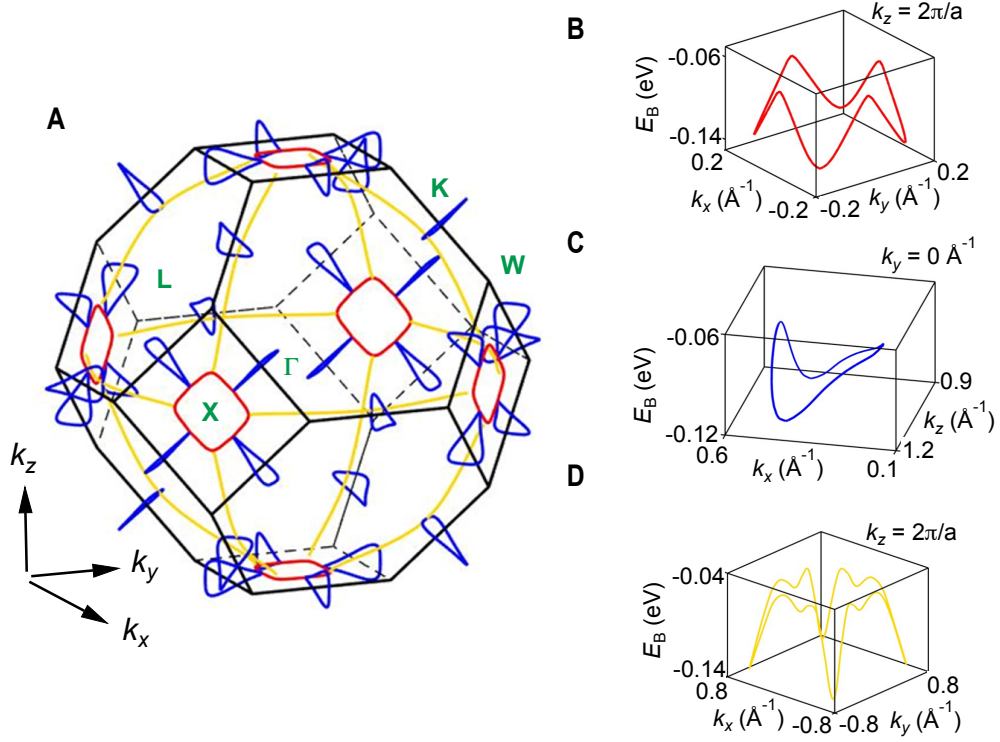 A
K
W
L
Γ
X
k_z
k_y
k_x
B
k_z = 2π/a
-0.06
E_B (eV)
-0.14
0.2
k_x (Å⁻¹)
-0.2
-0.2
k_y (Å⁻¹)
0.2
C
k_y = 0 Å⁻¹
-0.06
E_B (eV)
-0.12
0.6
k_x (Å⁻¹)
0.1
1.2
k_z (Å⁻¹)
0.9
D
k_z = 2π/a
-0.04
E_B (eV)
-0.14
0.8
k_x (Å⁻¹)
-0.8
-0.8
k_y (Å⁻¹)
0.8